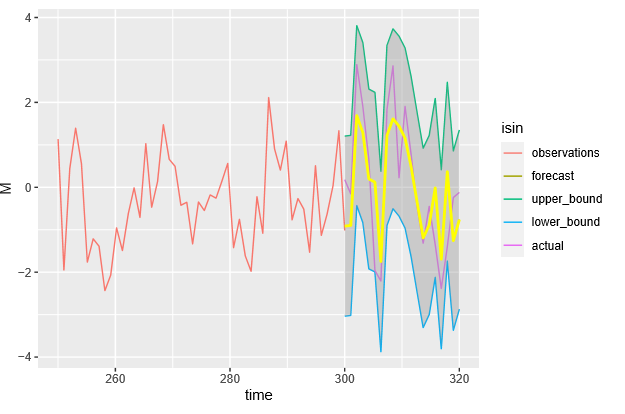 4
2
0
−2
−4
M
260
280
300
320
time
isin
observations
forecast
upper_bound
lower_bound
actual